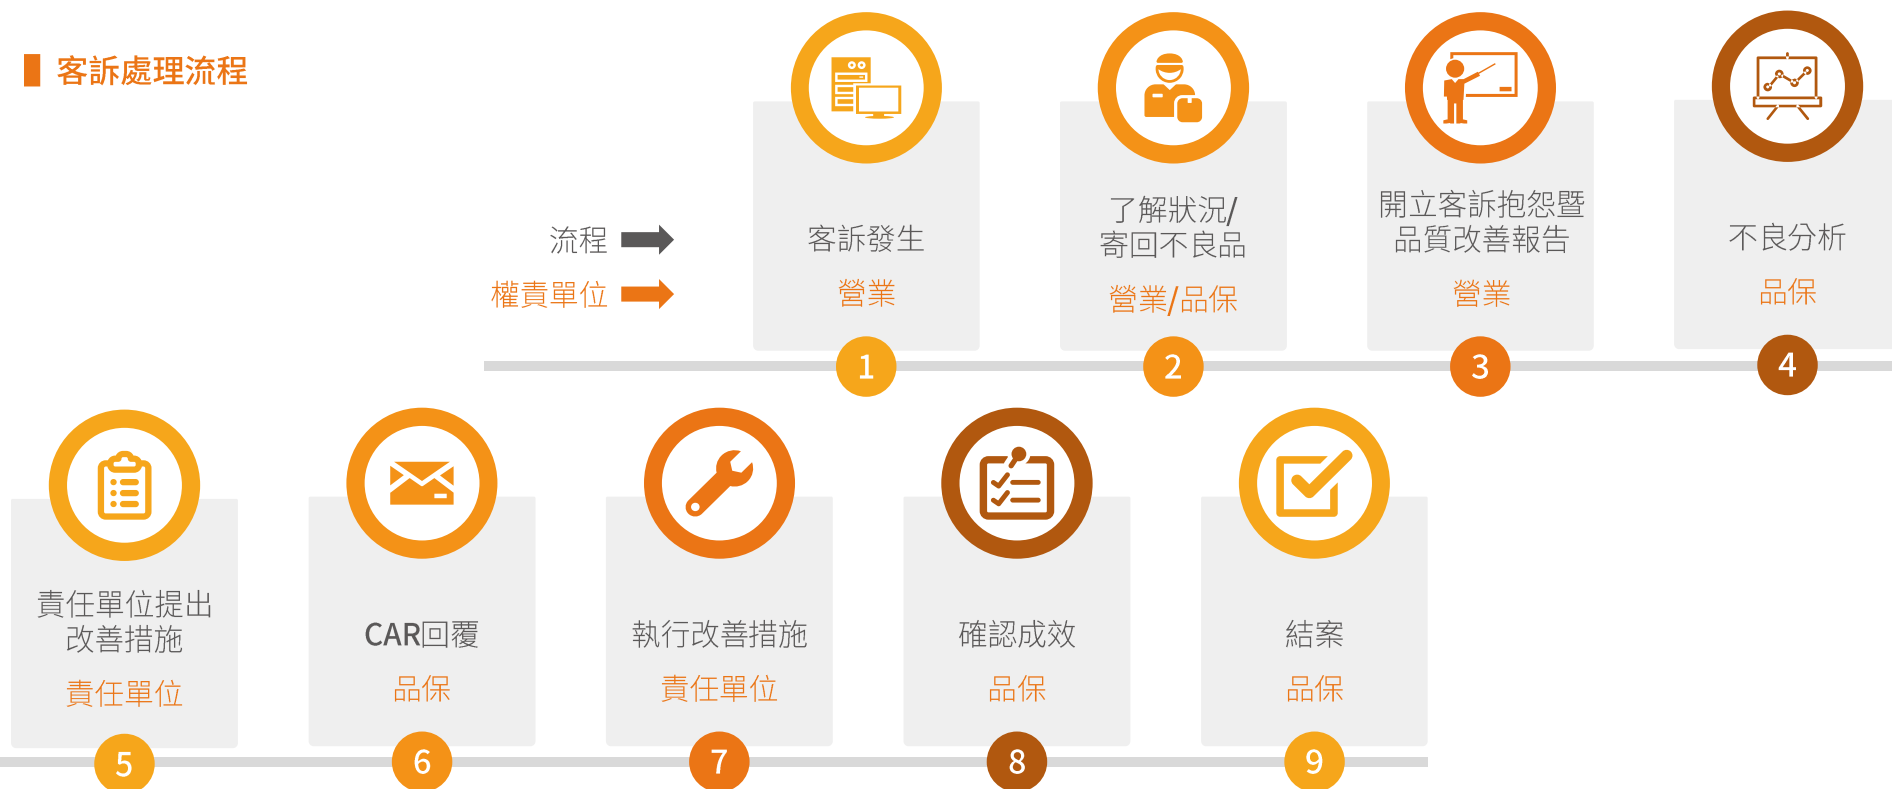 客訴處理流程
流程
權責單位
客訴發生
營業
1
了解狀況/
寄回不良品
營業/品保
2
開立客訴抱怨暨
品質改善報告
營業
3
不良分析
品保
4
責任單位提出
改善措施
責任單位
5
CAR回覆
品保
6
執行改善措施
責任單位
7
確認成效
品保
8
結案
品保
9